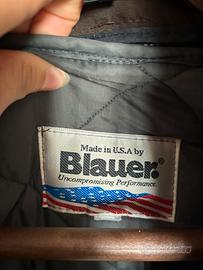 Made in U.S.A by
Blauer®
Uncompromising Performance.